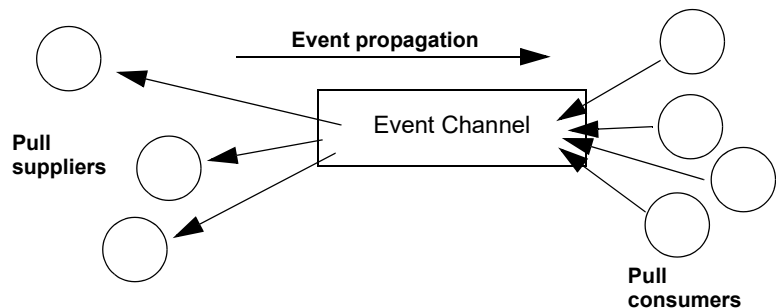 Event propagation
Event Channel
Pull
suppliers
Pull
consumers